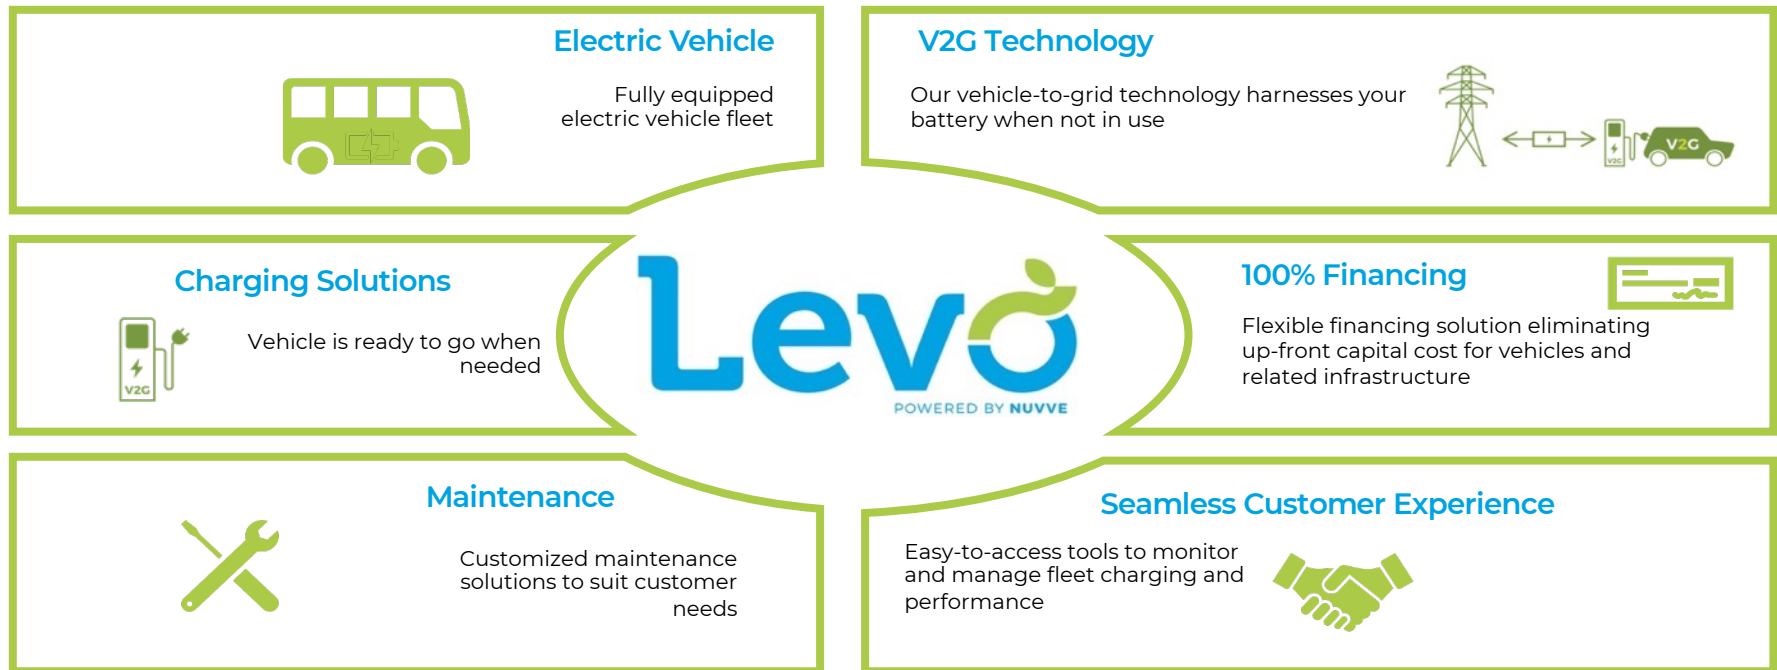 Electric Vehicle
Fully equipped
electric vehicle fleet
V2G Technology
Our vehicle-to-grid technology harnesses your
battery when not in use
V2G
V2G
Charging Solutions
Vehicle is ready to go when
needed
V2G
Levo
POWERED BY NUVVE
100% Financing
Flexible financing solution eliminating
up-front capital cost for vehicles and
related infrastructure
Maintenance
Customized maintenance
solutions to suit customer
needs
Seamless Customer Experience
Easy-to-access tools to monitor
and manage fleet charging and
performance